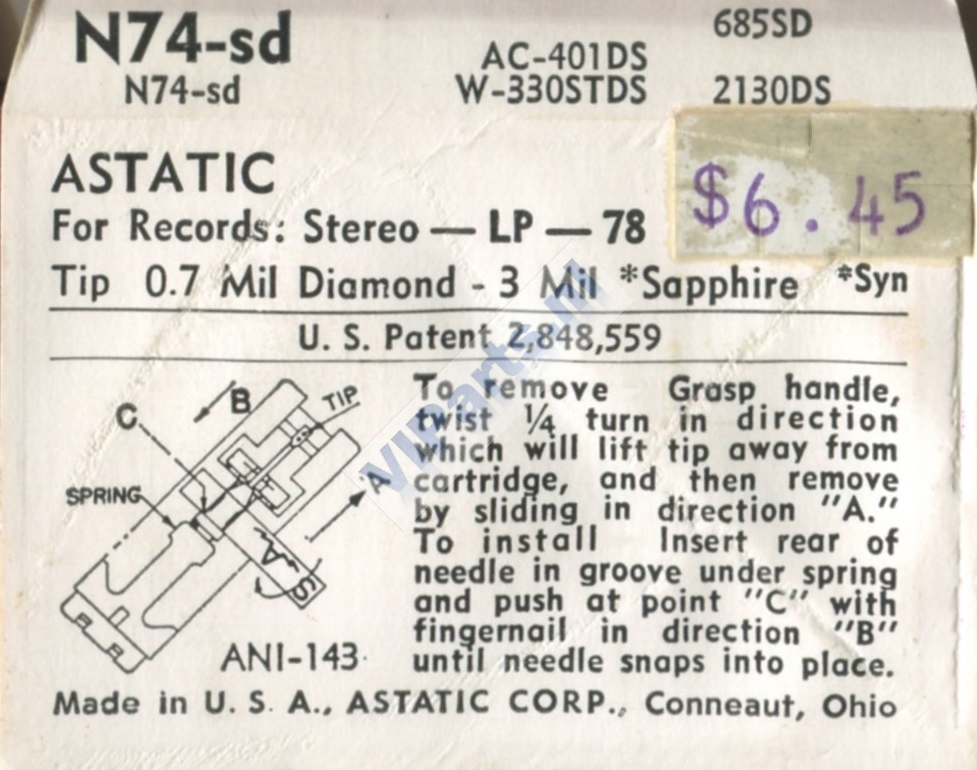 N74-sd
N74-sd
AC-401DS
W-330STDS
685SD
2130DS
$6.45
ASTATIC
For Records: Stereo — LP — 78
Tip 0.7 Mil Diamond - 3 Mil *Sapphire *Syn
U. S. Patent 2,848,559
C
B
TIP
SPRING
A
A
S
R
R
ANI-143
To remove Grasp handle,
twist ¼ turn in direction
which will lift tip away from
cartridge, and then remove
by sliding in direction "A."
To install Insert rear of
needle in groove under spring
and push at point "C" with
fingernail in direction "B"
until needle snaps into place.
Made in U. S. A., ASTATIC CORP., Conneaut, Ohio